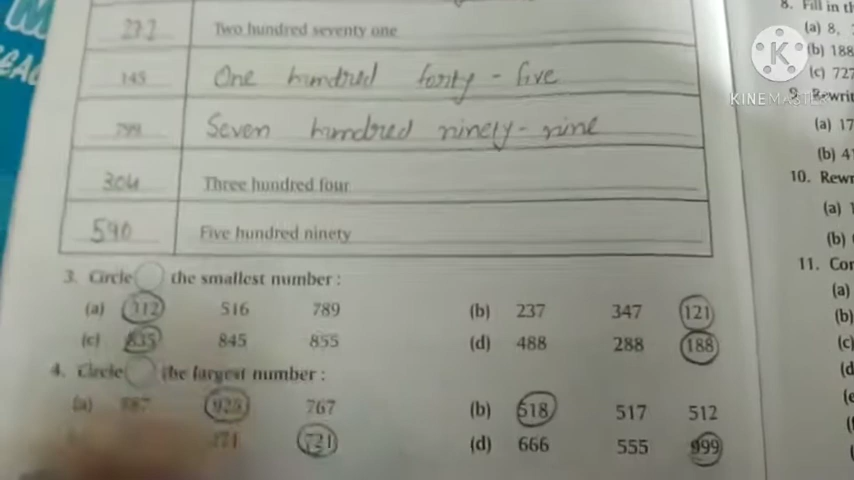 Two hundred seventy one
145 One hundred forty - five
799 Seven hundred ninety - nine
304 Three hundred four
590 Five hundred ninety
3. Circle the smallest number :
(a) 312 516 789 (b) 237 347 121
(c) 835 845 855 (d) 488 288 188
4. Circle the largest number :
(a) 767 (b) 518 517 512
721 (d) 666 555 999
8. Fill in th
(a) 8,
(b) 188
(c) 727
KINEMASTER
9. Rewrit
(a) 17
(b) 4
10. Rewr
(a) 1
(b)
11. Cor
(a)
(b)
(c)
(d
(e